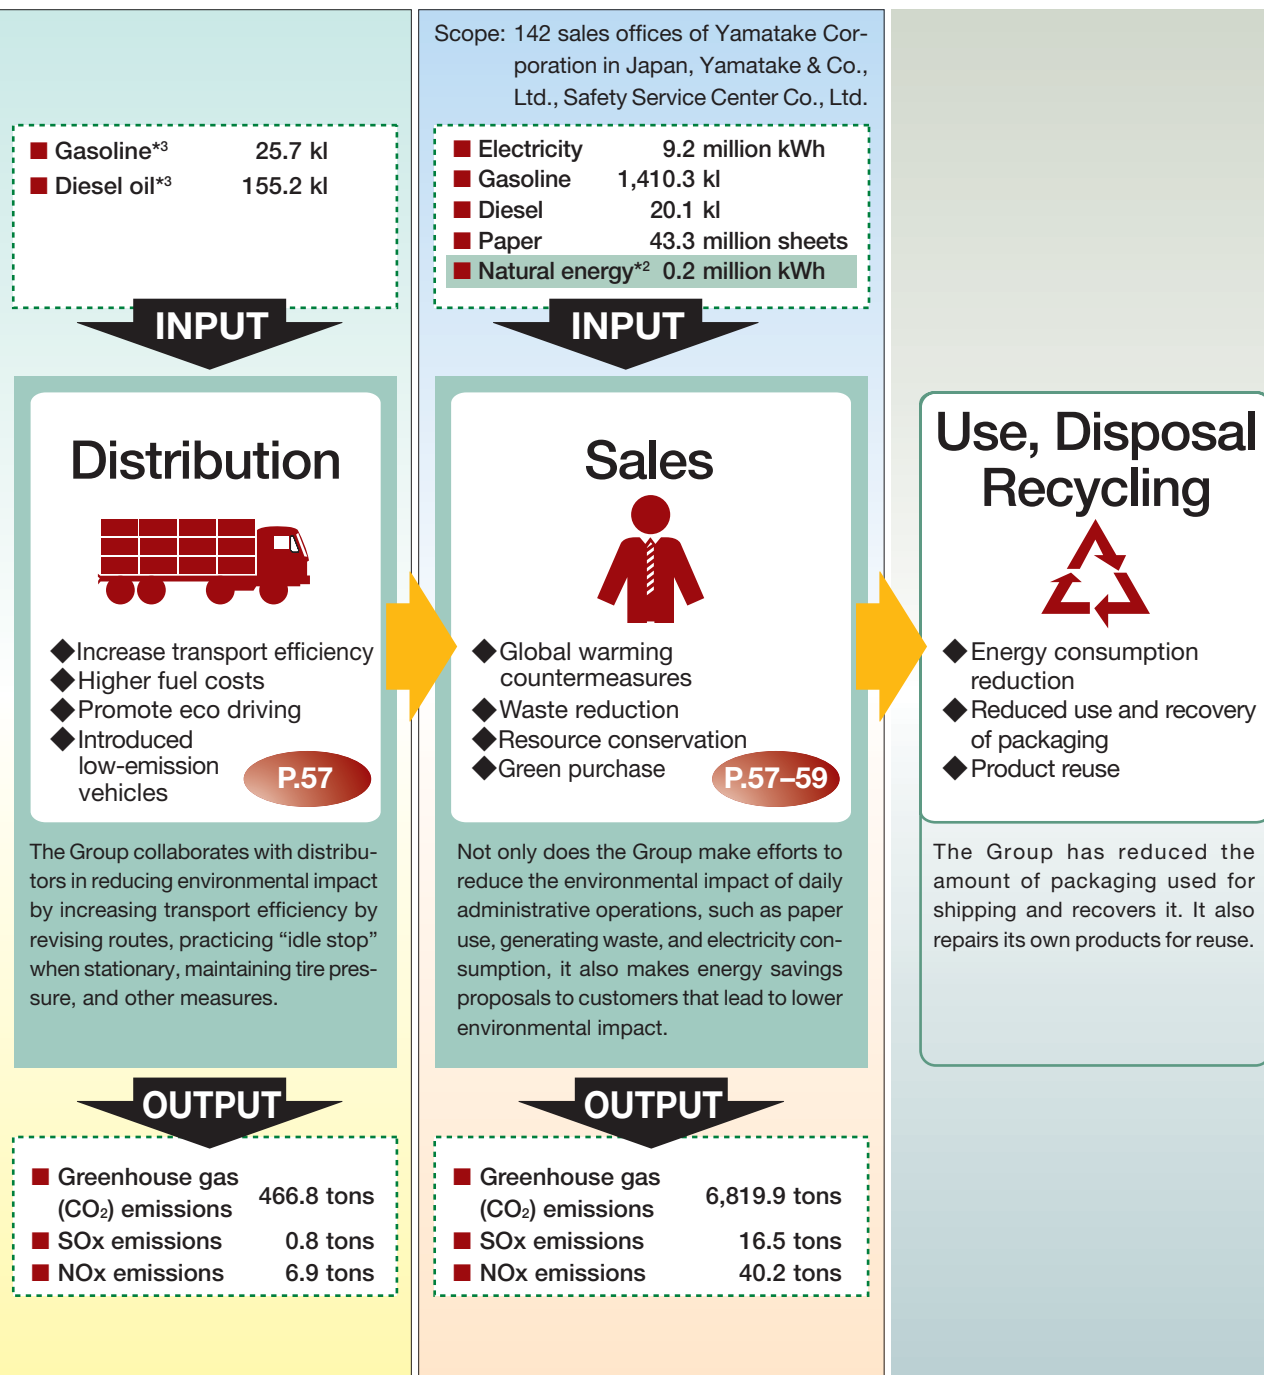 ■ Gasoline*3 25.7 kl
■ Diesel oil*3 155.2 kl
INPUT
Distribution
◆Increase transport efficiency
◆Higher fuel costs
◆Promote eco driving
◆Introduced
low-emission
vehicles
P.57
The Group collaborates with distribu-
tors in reducing environmental impact
by increasing transport efficiency by
revising routes, practicing “idle stop”
when stationary, maintaining tire pres-
sure, and other measures.
OUTPUT
■ Greenhouse gas
(CO₂) emissions 466.8 tons
■ SOx emissions 0.8 tons
■ NOx emissions 6.9 tons
Scope: 142 sales offices of Yamatake Cor-
poration in Japan, Yamatake & Co.,
Ltd., Safety Service Center Co., Ltd.
■ Electricity 9.2 million kWh
■ Gasoline 1,410.3 kl
■ Diesel 20.1 kl
■ Paper 43.3 million sheets
■ Natural energy*2 0.2 million kWh
INPUT
Sales
◆Global warming
countermeasures
◆Waste reduction
◆Resource conservation
◆Green purchase
P.57–59
Not only does the Group make efforts to
reduce the environmental impact of daily
administrative operations, such as paper
use, generating waste, and electricity con-
sumption, it also makes energy savings
proposals to customers that lead to lower
environmental impact.
OUTPUT
■ Greenhouse gas
(CO₂) emissions 6,819.9 tons
■ SOx emissions 16.5 tons
■ NOx emissions 40.2 tons
Use, Disposal
Recycling
◆Energy consumption
reduction
◆Reduced use and recovery
of packaging
◆Product reuse
The Group has reduced the
amount of packaging used for
shipping and recovers it. It also
repairs its own products for reuse.